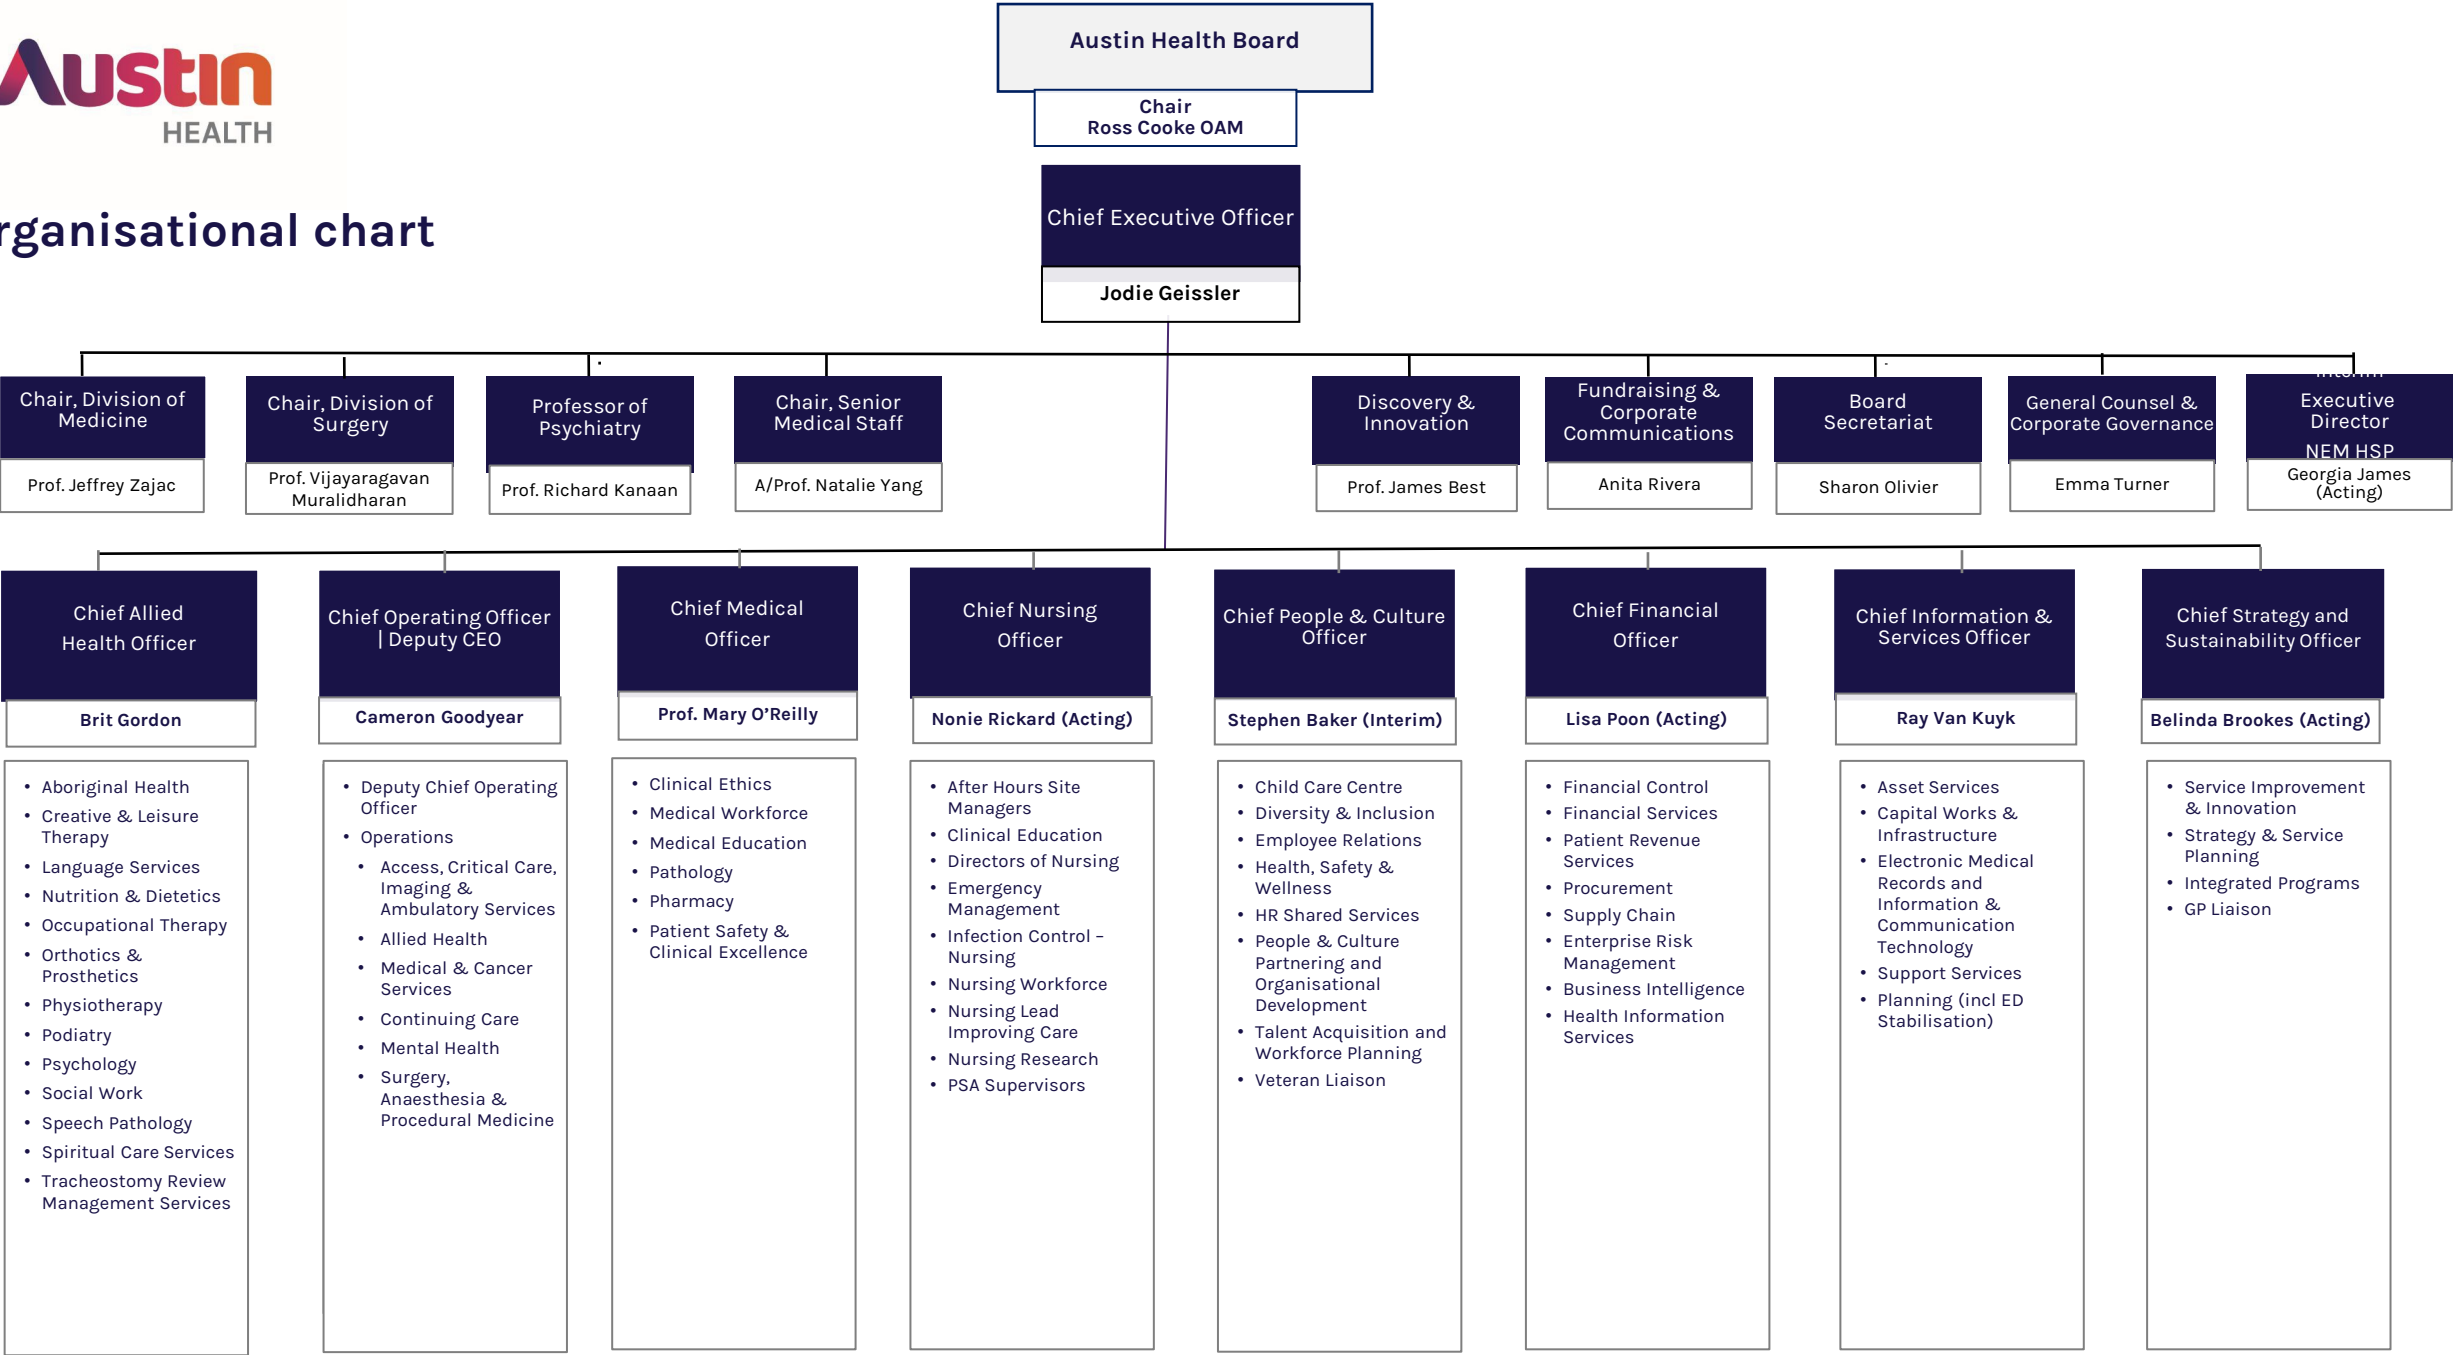 Austin
HEALTH
rganisational chart
Austin Health Board
Chair
Ross Cooke OAM
Chief Executive Officer
Jodie Geissler
Chair, Division of
Medicine
Prof. Jeffrey Zajac
Chair, Division of
Surgery
Prof. Vijayaragavan
Muralidharan
Professor of
Psychiatry
Prof. Richard Kanaan
Chair, Senior
Medical Staff
A/Prof. Natalie Yang
Discovery &
Innovation
Prof. James Best
Fundraising &
Corporate
Communications
Anita Rivera
Board
Secretariat
Sharon Olivier
General Counsel &
Corporate Governance
Emma Turner
Executive
Director
NEM HSP
Georgia James
(Acting)
Chief Allied
Health Officer
Brit Gordon
• Aboriginal Health
• Creative & Leisure
Therapy
• Language Services
• Nutrition & Dietetics
• Occupational Therapy
• Orthotics &
Prosthetics
• Physiotherapy
• Podiatry
• Psychology
• Social Work
• Speech Pathology
• Spiritual Care Services
• Tracheostomy Review
Management Services
Chief Operating Officer
| Deputy CEO
Cameron Goodyear
• Deputy Chief Operating
Officer
• Operations
• Access, Critical Care,
Imaging &
Ambulatory Services
• Allied Health
• Medical & Cancer
Services
• Continuing Care
• Mental Health
• Surgery,
Anaesthesia &
Procedural Medicine
Chief Medical
Officer
Prof. Mary O’Reilly
• Clinical Ethics
• Medical Workforce
• Medical Education
• Pathology
• Pharmacy
• Patient Safety &
Clinical Excellence
Chief Nursing
Officer
Nonie Rickard (Acting)
• After Hours Site
Managers
• Clinical Education
• Directors of Nursing
• Emergency
Management
• Infection Control –
Nursing
• Nursing Workforce
• Nursing Lead
Improving Care
• Nursing Research
• PSA Supervisors
Chief People & Culture
Officer
Stephen Baker (Interim)
• Child Care Centre
• Diversity & Inclusion
• Employee Relations
• Health, Safety &
Wellness
• HR Shared Services
• People & Culture
Partnering and
Organisational
Development
• Talent Acquisition and
Workforce Planning
• Veteran Liaison
Chief Financial
Officer
Lisa Poon (Acting)
• Financial Control
• Financial Services
• Patient Revenue
Services
• Procurement
• Supply Chain
• Enterprise Risk
Management
• Business Intelligence
• Health Information
Services
Chief Information &
Services Officer
Ray Van Kuyk
• Asset Services
• Capital Works &
Infrastructure
• Electronic Medical
Records and
Information &
Communication
Technology
• Support Services
• Planning (incl ED
Stabilisation)
Chief Strategy and
Sustainability Officer
Belinda Brookes (Acting)
• Service Improvement
& Innovation
• Strategy & Service
Planning
• Integrated Programs
• GP Liaison